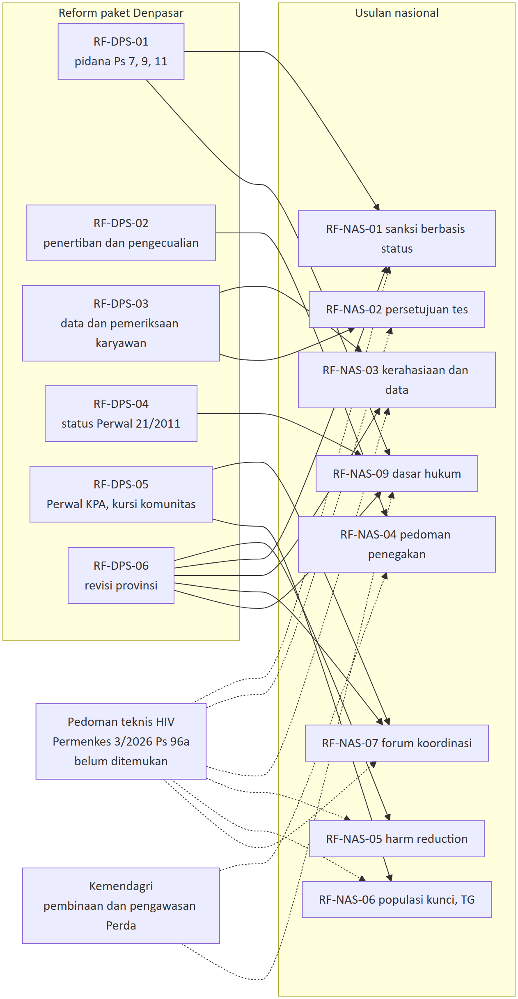 Reform paket Denpasar
RF-DPS-01
pidana Ps 7, 9, 11
RF-DPS-02
penertiban dan pengecualian
RF-DPS-03
data dan pemeriksaan
karyawan
RF-DPS-04
status Perwal 21/2011
RF-DPS-05
Perwal KPA, kursi komunitas
RF-DPS-06
revisi provinsi
Pedoman teknis HIV
Permenkes 3/2026 Ps 96a
belum ditemukan
Kemendagri
pembinaan dan pengawasan
Perda
Usulan nasional
RF-NAS-01 sanksi berbasis
status
RF-NAS-02 persetujuan tes
RF-NAS-03 kerahasiaan dan
data
RF-NAS-09 dasar hukum
RF-NAS-04 pedoman
penegakan
RF-NAS-07 forum koordinasi
RF-NAS-05 harm reduction
RF-NAS-06 populasi kunci, TG